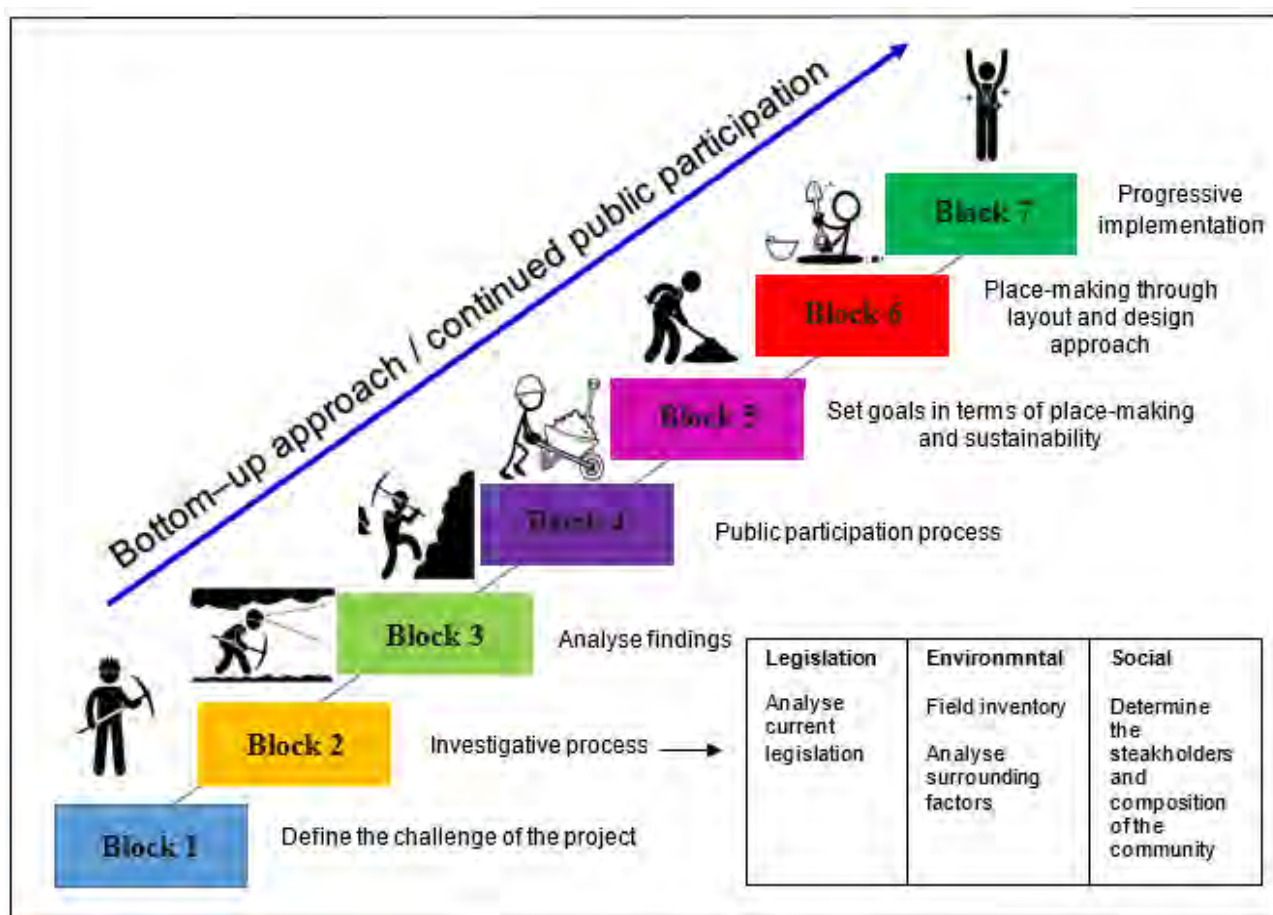 Bottom–up approach / continued public participation
Block 7
Progressive
implementation
Block 6
Place-making through
layout and design
approach
Block 5
Set goals in terms of place-making
and sustainability
Block 4
Public participation process
Block 3
Analyse findings
Block 2
Investigative process
Block 1
Define the challenge of the project
Legislation
Analyse
current
legislation
Environmntal
Field inventory
Analyse
surrounding
factors
Social
Determine
the
steakholders
and
composition
of the
community